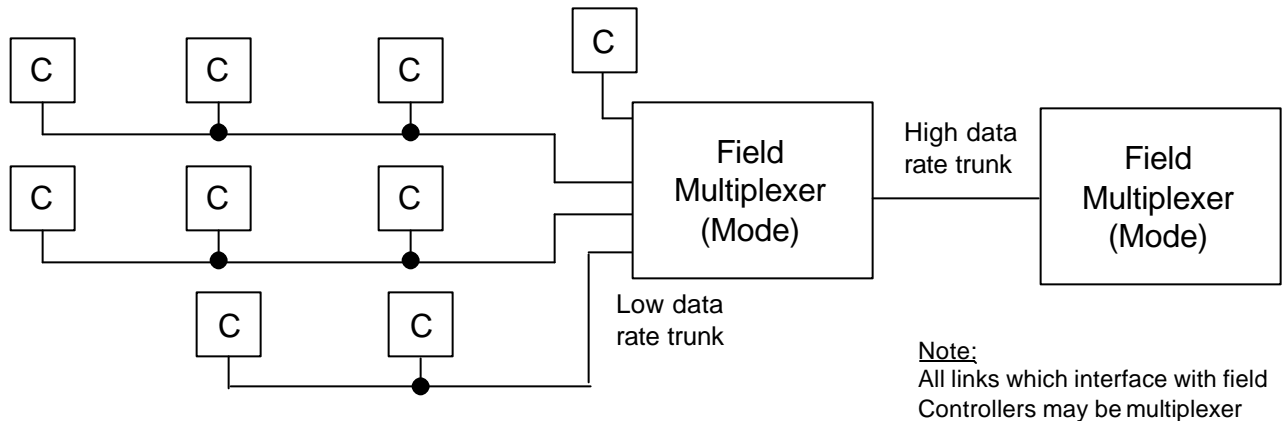 C
C C C
Field
Multiplexer
(Mode)
High data
rate trunk
Field
Multiplexer
(Mode)
C C C
Low data
rate trunk
C C
Note:
All links which interface with field
Controllers may be multiplexer